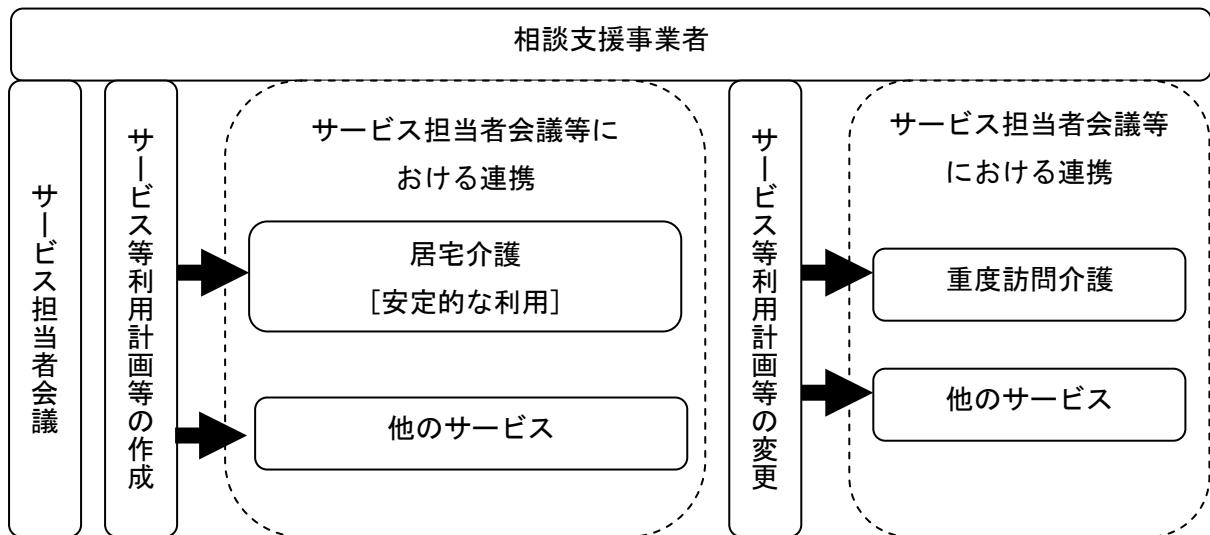 相談支援事業者
サービス担当者会議
サービス等利用計画等の作成
サービス担当者会議等に
おける連携
居宅介護
［安定的な利用］
他のサービス
サービス等利用計画等の変更
サービス担当者会議等
における連携
重度訪問介護
他のサービス